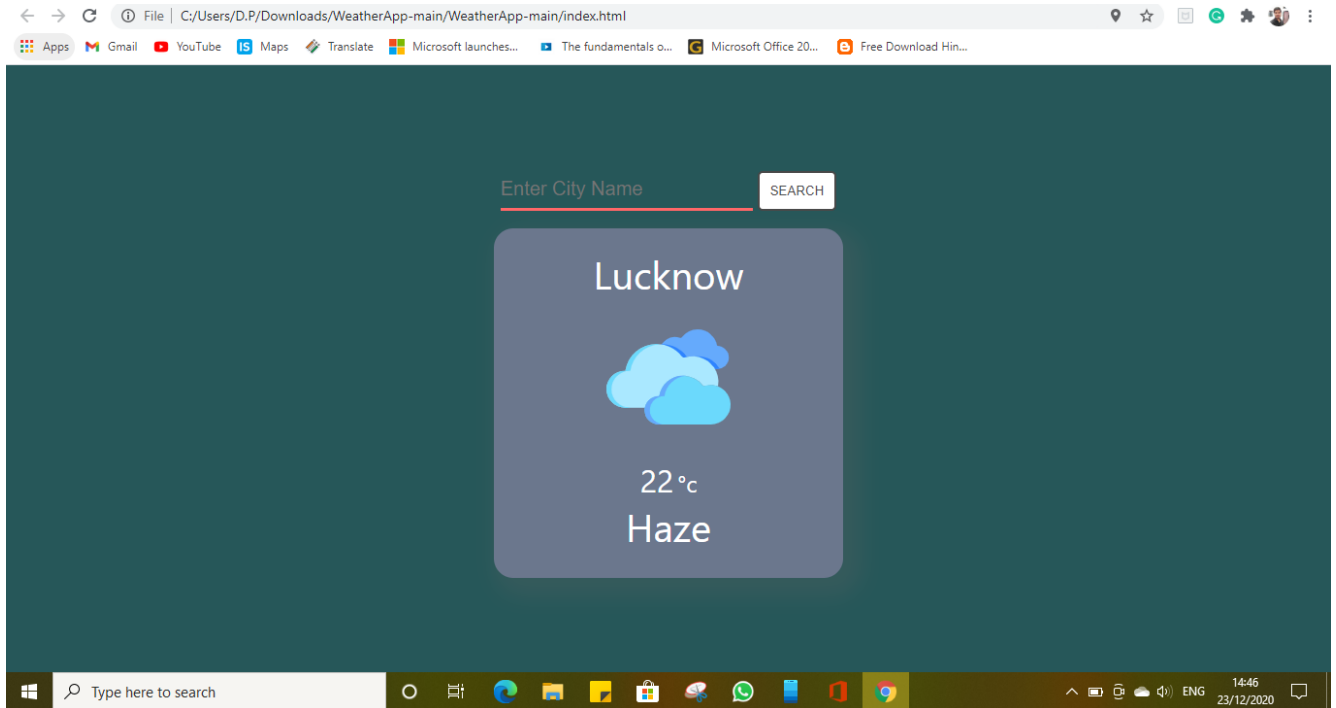 File | C:/Users/D.P/Downloads/WeatherApp-main/WeatherApp-main/index.html
Apps Gmail YouTube IS Maps Translate Microsoft launches... The fundamentals o... G Microsoft Office 20... Free Download Hin...
Enter City Name SEARCH
Lucknow
22 °c
Haze
Type here to search ENG 14:46
23/12/2020